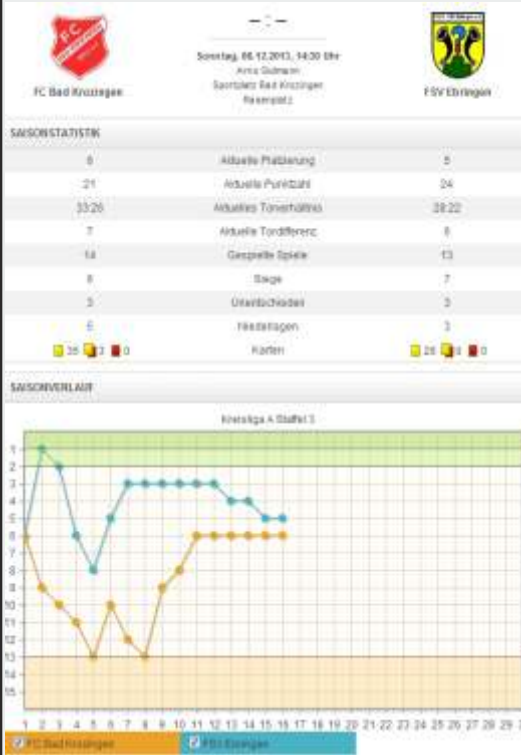 – : –
Sonntag, 08.12.2013, 14:30 Uhr
Sportplatz Bad Krozingen
Rasenplatz
FC Bad Krozingen
FSV Ebringen
SAISONSTATISTIK
Aktuelle Platzierung 5
21 Aktuelle Punktzahl 24
Aktuelles Torverhältnis 28:22
7 Aktuelle Tordifferenz 6
14 Gespielte Spiele 13
Siege 7
3 Unentschieden 3
5 Niederlagen 3
Karten
SAISONVERLAUF
Kreisliga A Staffel 3
1
2
3
4
5
6
7
8
9
10
11
12
13
14
15
1 2 3 4 5 6 7 8 9 10 11 12 13 14 15 16 17 18 19 20 21 22 23 24 25 26 27 28 29
FC Bad Krozingen FSV Ebringen